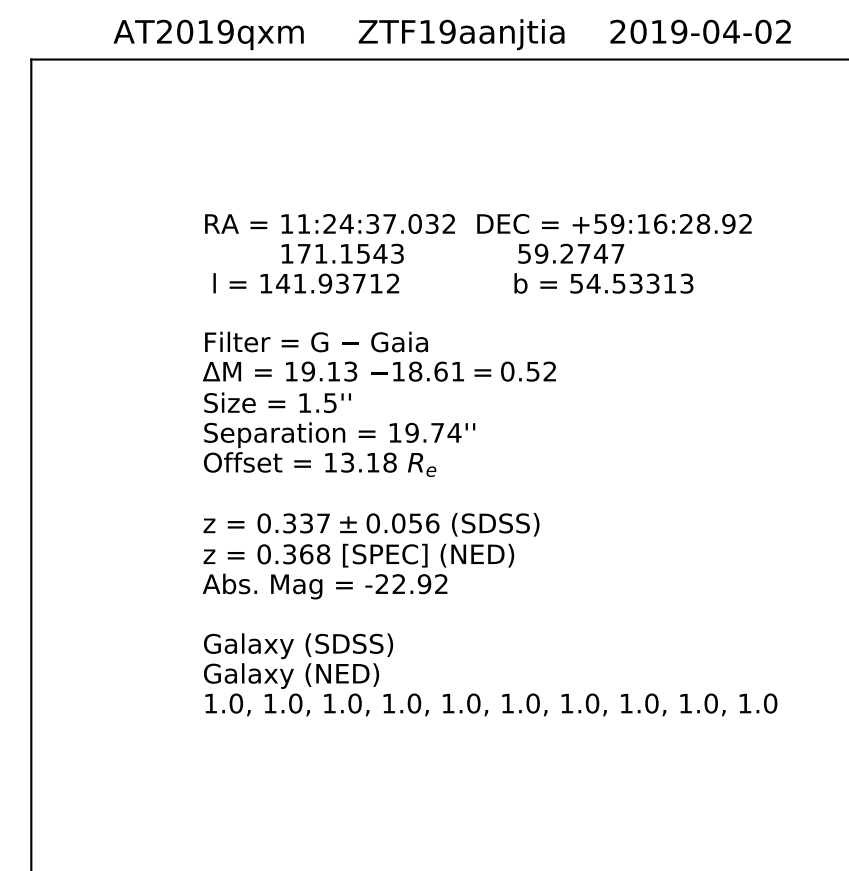 AT2019qxm ZTF19aanjtia 2019-04-02
RA = 11:24:37.032 DEC = +59:16:28.92
171.1543 59.2747
l = 141.93712 b = 54.53313
Filter = G − Gaia
ΔM = 19.13 −18.61 = 0.52
Size = 1.5''
Separation = 19.74''
Offset = 13.18 Re
z = 0.337 ± 0.056 (SDSS)
z = 0.368 [SPEC] (NED)
Abs. Mag = -22.92
Galaxy (SDSS)
Galaxy (NED)
1.0, 1.0, 1.0, 1.0, 1.0, 1.0, 1.0, 1.0, 1.0, 1.0